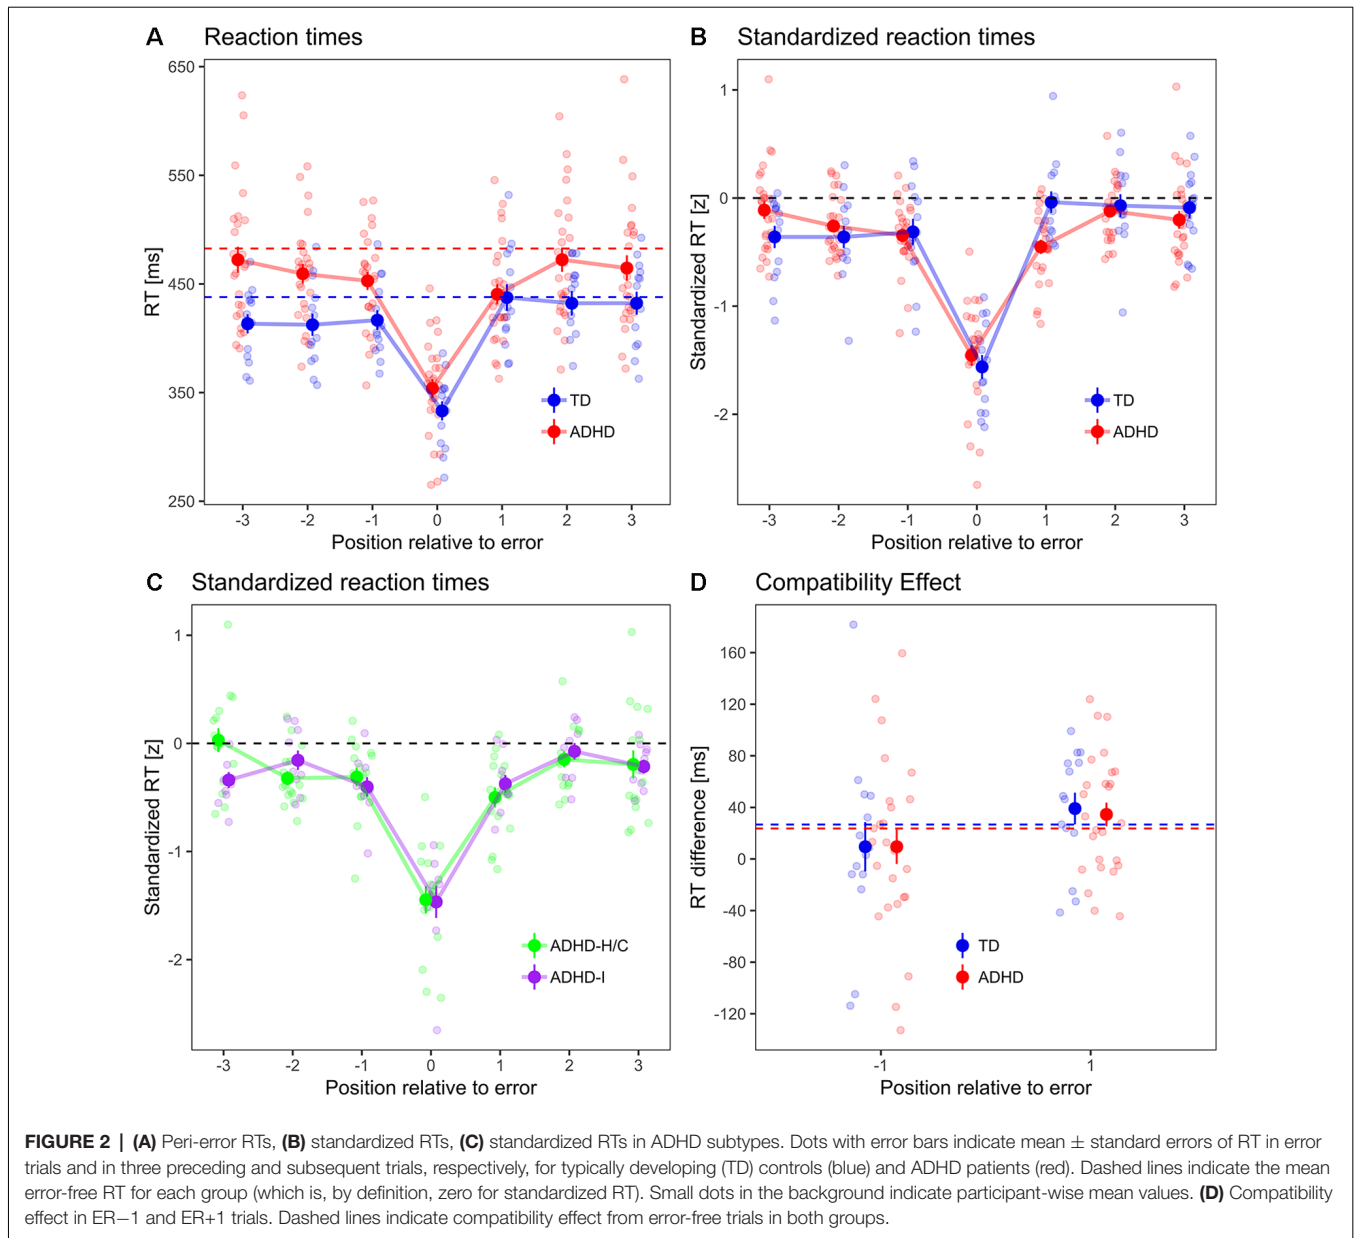 A Reaction times
650
550
450
350
250
RT [ms]
-3 -2 -1 0 1 2 3
Position relative to error
TD
ADHD
B Standardized reaction times
1
0
-1
-2
Standardized RT [z]
-3 -2 -1 0 1 2 3
Position relative to error
TD
ADHD
C Standardized reaction times
1
0
-1
-2
Standardized RT [z]
-3 -2 -1 0 1 2 3
Position relative to error
ADHD-H/C
ADHD-I
D Compatibility Effect
160
120
80
40
0
-40
-80
-120
RT difference [ms]
-1 1
Position relative to error
TD
ADHD
FIGURE 2 | (A) Peri-error RTs, (B) standardized RTs, (C) standardized RTs in ADHD subtypes. Dots with error bars indicate mean ± standard errors of RT in error
trials and in three preceding and subsequent trials, respectively, for typically developing (TD) controls (blue) and ADHD patients (red). Dashed lines indicate the mean
error-free RT for each group (which is, by definition, zero for standardized RT). Small dots in the background indicate participant-wise mean values. (D) Compatibility
effect in ER−1 and ER+1 trials. Dashed lines indicate compatibility effect from error-free trials in both groups.